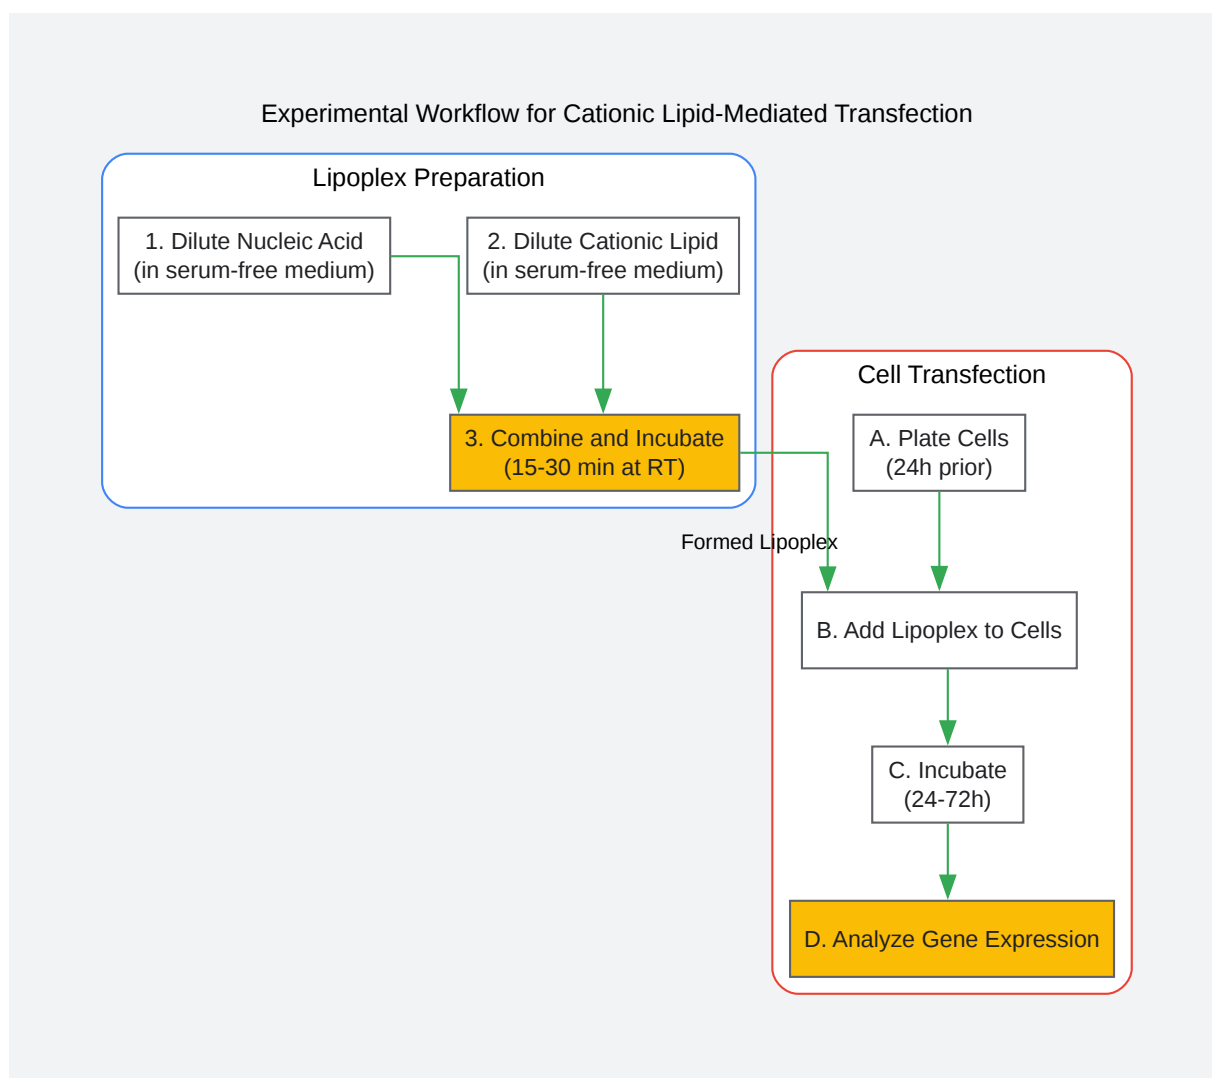 Experimental Workflow for Cationic Lipid-Mediated Transfection
Lipoplex Preparation
1. Dilute Nucleic Acid
(in serum-free medium)
2. Dilute Cationic Lipid
(in serum-free medium)
3. Combine and Incubate
(15-30 min at RT)
Formed Lipoplex
Cell Transfection
A. Plate Cells
(24h prior)
B. Add Lipoplex to Cells
C. Incubate
(24-72h)
D. Analyze Gene Expression